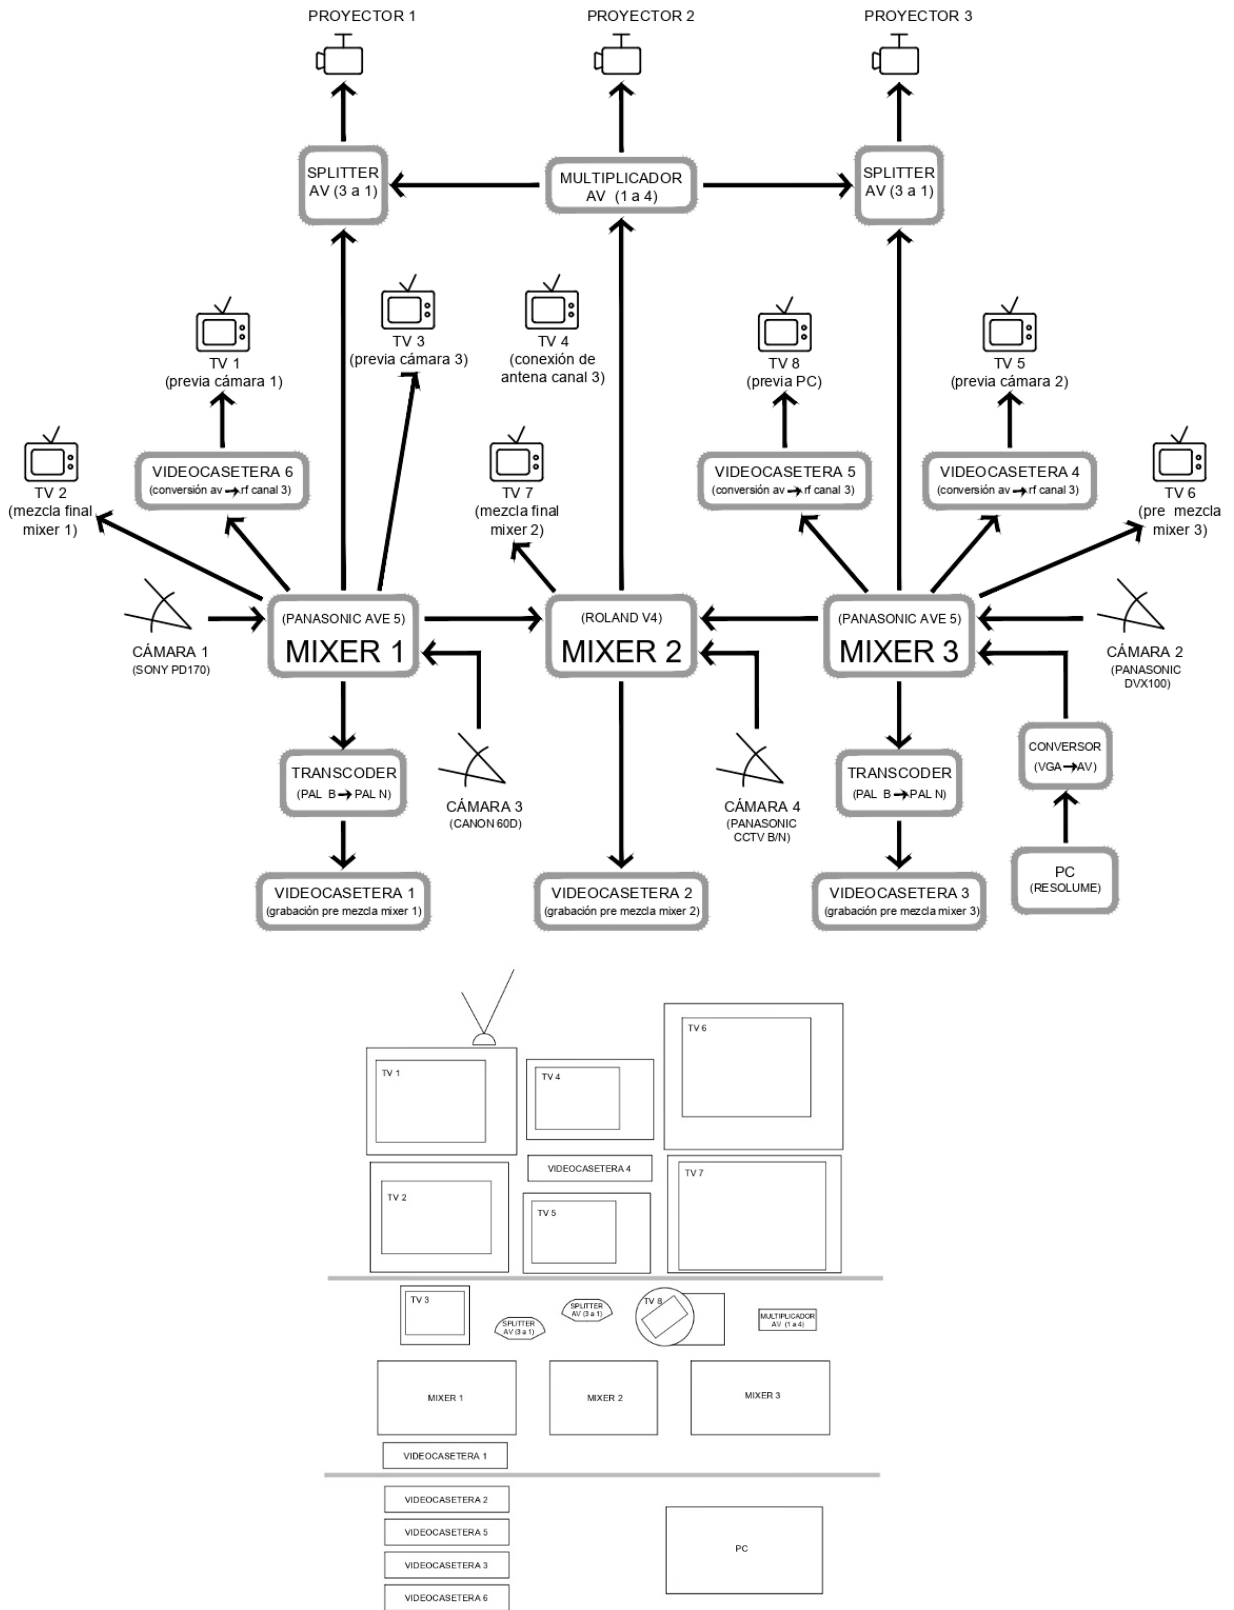 PROYECTOR 1
PROYECTOR 2
PROYECTOR 3
SPLITTER
AV (3 a 1)
MULTIPLICADOR
AV (1 a 4)
SPLITTER
AV (3 a 1)
TV 1
(previa cámara 1)
TV 3
(previa cámara 3)
TV 4
(conexión de
antena canal 3)
TV 8
(previa PC)
TV 5
(previa cámara 2)
TV 2
(mezcla final
mixer 1)
VIDEOCASETERA 6
(conversión av → rf canal 3)
TV 7
(mezcla final
mixer 2)
VIDEOCASETERA 5
(conversión av → rf canal 3)
VIDEOCASETERA 4
(conversión av → rf canal 3)
TV 6
(pre mezcla
mixer 3)
CÁMARA 1
(SONY PD170)
(PANASONIC AVE 5)
MIXER 1
(ROLAND V4)
MIXER 2
(PANASONIC AVE 5)
MIXER 3
CÁMARA 2
(PANASONIC
DVX100)
TRANSCODER
(PAL B → PAL N)
CÁMARA 3
(CANON 60D)
CÁMARA 4
(PANASONIC
CCTV B/N)
TRANSCODER
(PAL B → PAL N)
CONVERSOR
(VGA → AV)
VIDEOCASETERA 1
(grabación pre mezcla mixer 1)
VIDEOCASETERA 2
(grabación pre mezcla mixer 2)
VIDEOCASETERA 3
(grabación pre mezcla mixer 3)
PC
(RESOLUME)
TV 1
TV 4
TV 6
VIDEOCASETERA 4
TV 2
TV 5
TV 7
TV 3
SPLITTER
AV (3 a 1)
SPLITTER
AV (3 a 1)
TV 8
MULTIPLICADOR
AV (1 a 4)
MIXER 1
MIXER 2
MIXER 3
VIDEOCASETERA 1
VIDEOCASETERA 2
VIDEOCASETERA 5
VIDEOCASETERA 3
VIDEOCASETERA 6
PC